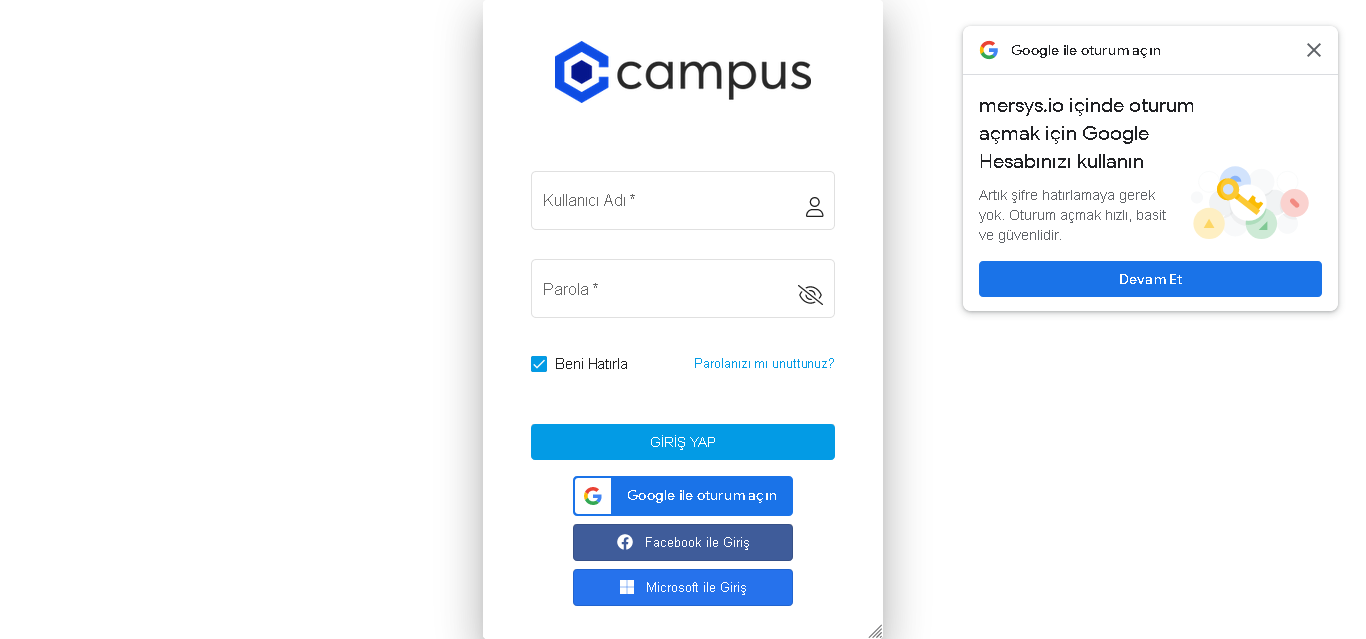 campus
Kullanıcı Adı *
Parola *
Beni Hatırla
Parolanızı mı unuttunuz?
GİRİŞ YAP
Google ile oturum açın
Facebook ile Giriş
Microsoft ile Giriş
Google ile oturum açın
mersys.io içinde oturum
açmak için Google
Hesabınızı kullanın
Artık şifre hatırlamaya gerek
yok. Oturum açmak hızlı, basit
ve güvenlidir.
Devam Et